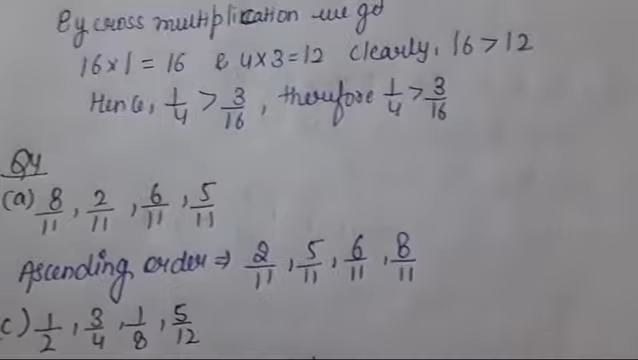 By cross multiplication we get
16×1 = 16 & 4×3=12 clearly, 16 > 12
Hence, 1/4 > 3/16, therefore 1/4 > 3/16
Q4
(a) 8/11, 2/11, 6/11, 5/11
Ascending order ⇒ 2/11, 5/11, 6/11, 8/11
c) 1/2, 3/4, 1/8, 5/12